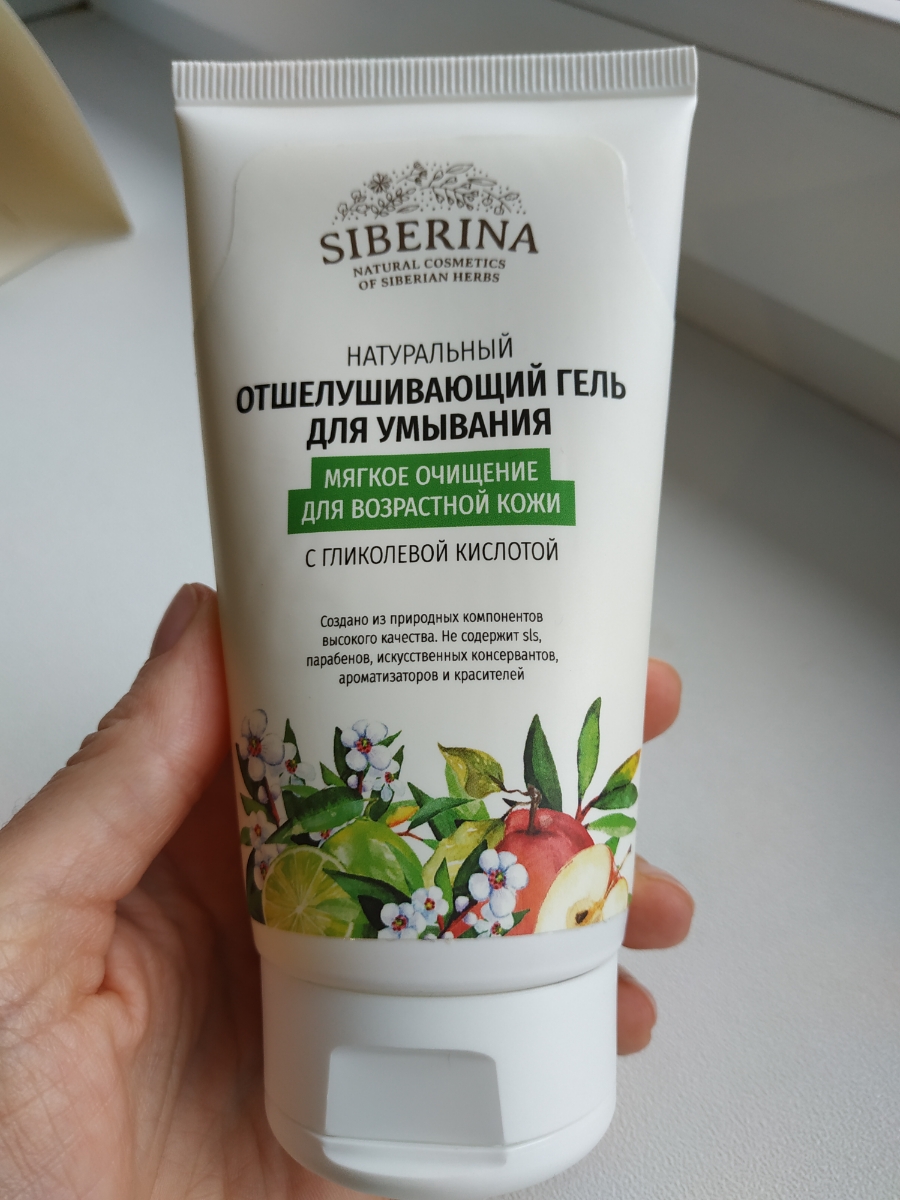 SIBERINA
NATURAL COSMETICS
OF SIBERIAN HERBS
НАТУРАЛЬНЫЙ
ОТШЕЛУШИВАЮЩИЙ ГЕЛЬ
ДЛЯ УМЫВАНИЯ
МЯГКОЕ ОЧИЩЕНИЕ
ДЛЯ ВОЗРАСТНОЙ КОЖИ
С ГЛИКОЛЕВОЙ КИСЛОТОЙ
Создано из природных компонентов
высокого качества. Не содержит sls,
парабенов, искусственных консервантов,
ароматизаторов и красителей